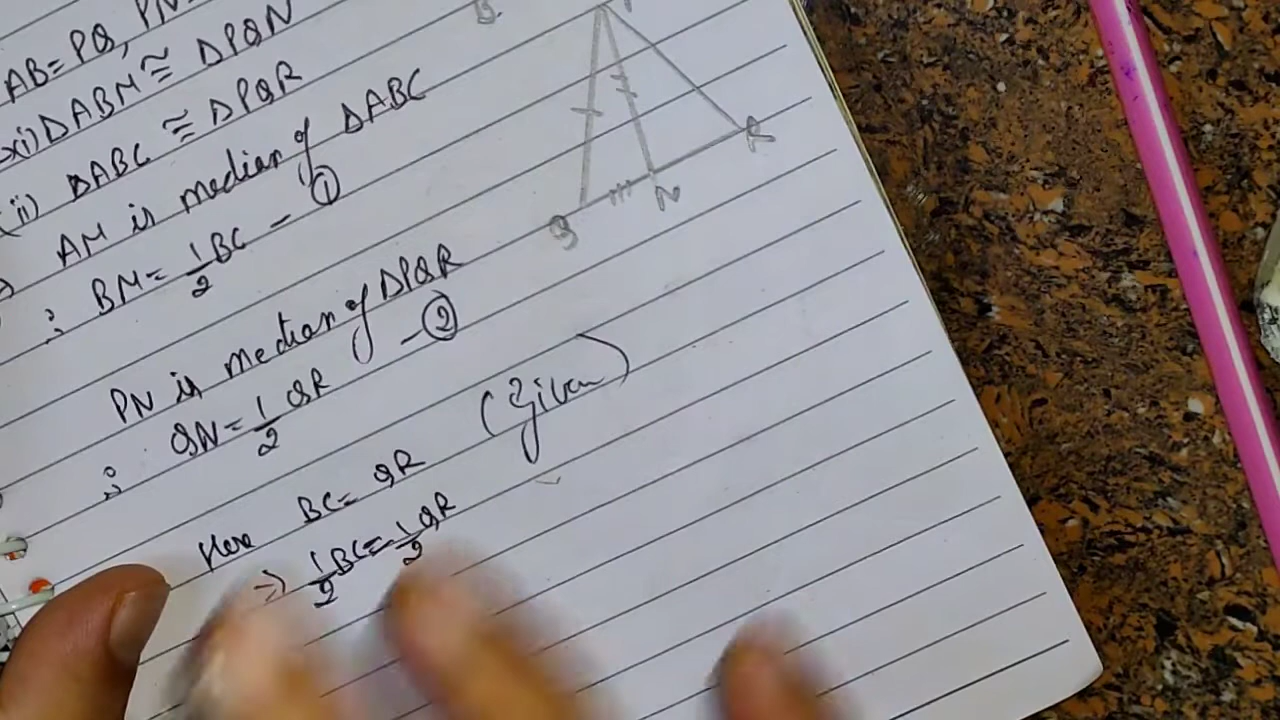 AB = PQ, PN
(i) ΔABM ≅ ΔPQN
(ii) ΔABC ≅ ΔPQR
AM is median of ΔABC
∴ BM = 1/2 BC - ①
PN is median of ΔPQR
∴ QN = 1/2 QR - ②
Here BC = QR (Given)
⇒ 1/2 BC = 1/2 QR
B
R
N
Q